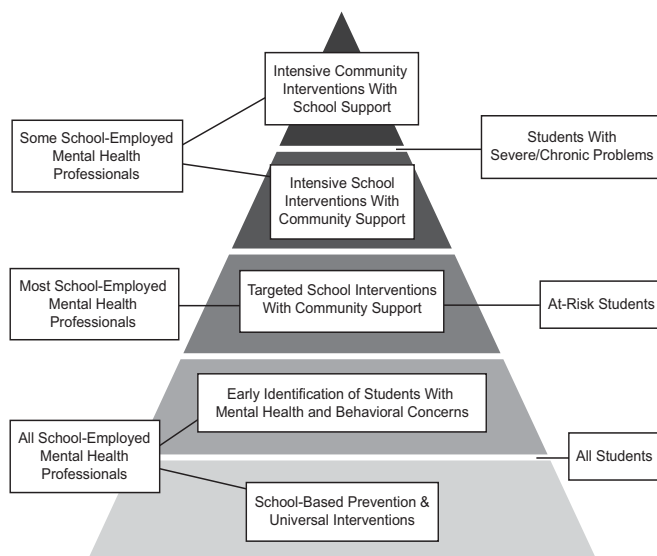 Intensive Community
Interventions With
School Support
Some School-Employed
Mental Health
Professionals
Students With
Severe/Chronic Problems
Intensive School
Interventions With
Community Support
Most School-Employed
Mental Health
Professionals
Targeted School Interventions
With Community Support
At-Risk Students
Early Identification of Students With
Mental Health and Behavioral Concerns
All School-Employed
Mental Health
Professionals
All Students
School-Based Prevention &
Universal Interventions